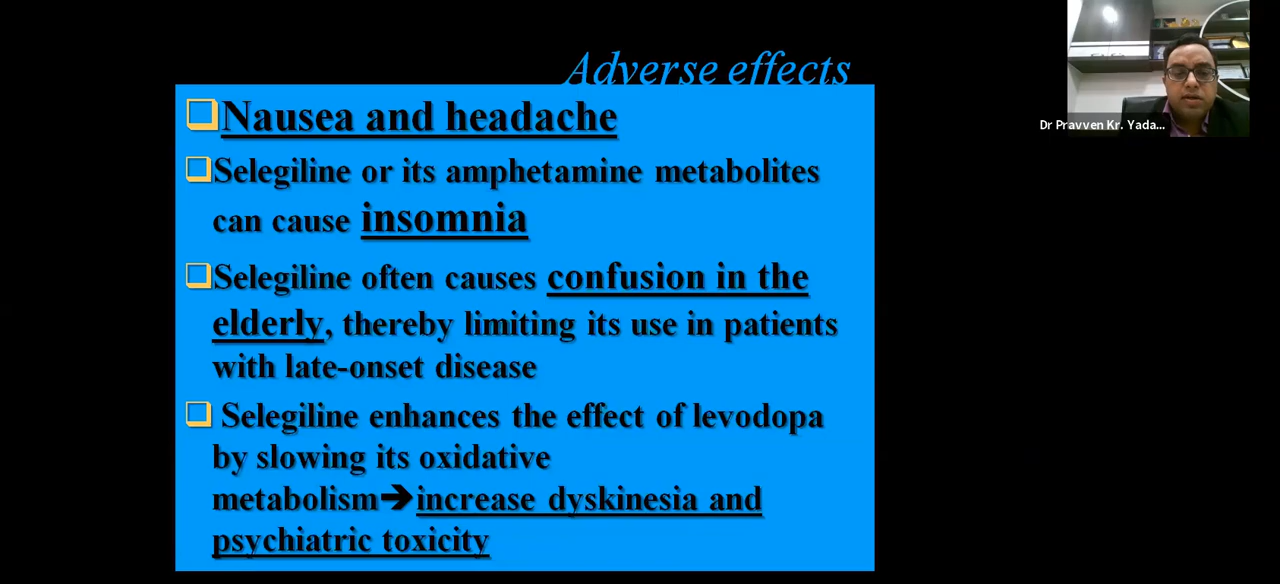 Adverse effects
Nausea and headache
Selegiline or its amphetamine metabolites
can cause insomnia
Selegiline often causes confusion in the
elderly, thereby limiting its use in patients
with late-onset disease
Selegiline enhances the effect of levodopa
by slowing its oxidative
metabolism➔increase dyskinesia and
psychiatric toxicity
Dr Pravven Kr. Yada...